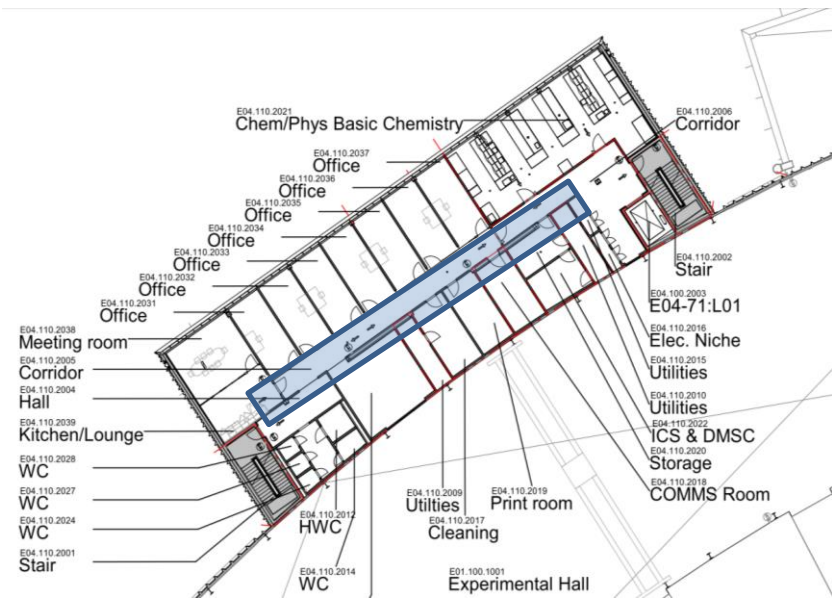 E04.110.2021
Chem/Phys Basic Chemistry
E04.110.2006
Corridor
E04.110.2037
Office
E04.110.2036
Office
E04.110.2035
Office
E04.110.2034
Office
E04.110.2033
Office
E04.110.2032
Office
E04.110.2031
Office
E04.110.2038
Meeting room
E04.110.2005
Corridor
E04.110.2004
Hall
E04.110.2039
Kitchen/Lounge
E04.110.2028
WC
E04.110.2027
WC
E04.110.2024
WC
E04.110.2001
Stair
E04.110.2012
HWC
E04.110.2014
WC
E04.110.2009
Utilties
E04.110.2017
Cleaning
E04.110.2019
Print room
E01.100.1001
Experimental Hall
E04.110.2002
Stair
E04.100.2003
E04-71:L01
E04.110.2016
Elec. Niche
E04.110.2015
Utilities
E04.110.2010
Utilities
E04.110.2022
ICS & DMSC
E04.110.2020
Storage
E04.110.2018
COMMS Room